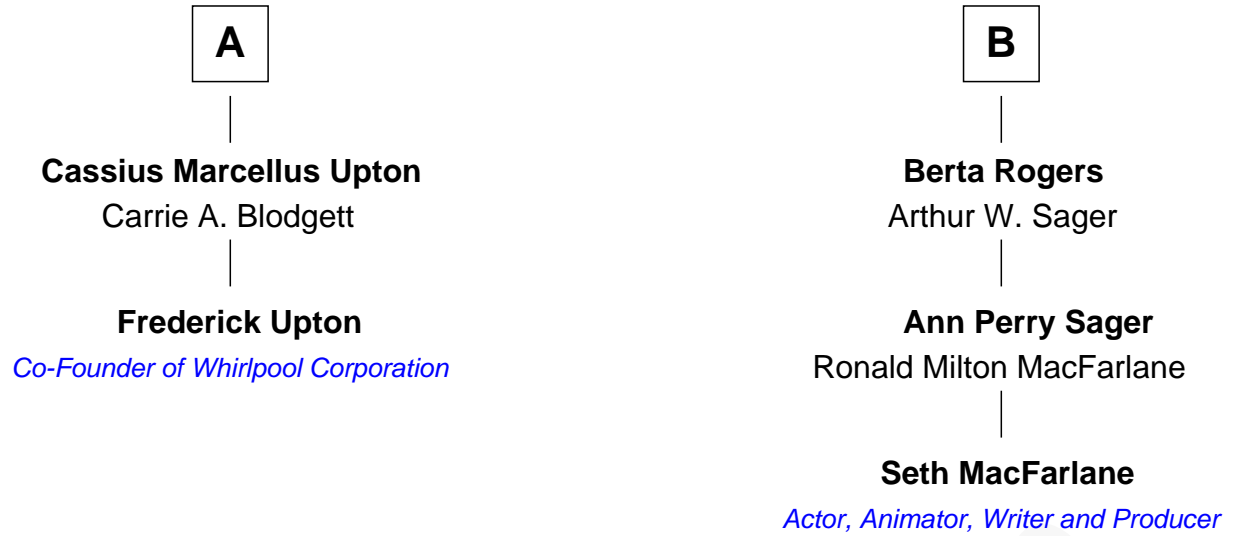 A
B
Cassius Marcellus Upton
Carrie A. Blodgett
Frederick Upton
Co-Founder of Whirlpool Corporation
Berta Rogers
Arthur W. Sager
Ann Perry Sager
Ronald Milton MacFarlane
Seth MacFarlane
Actor, Animator, Writer and Producer